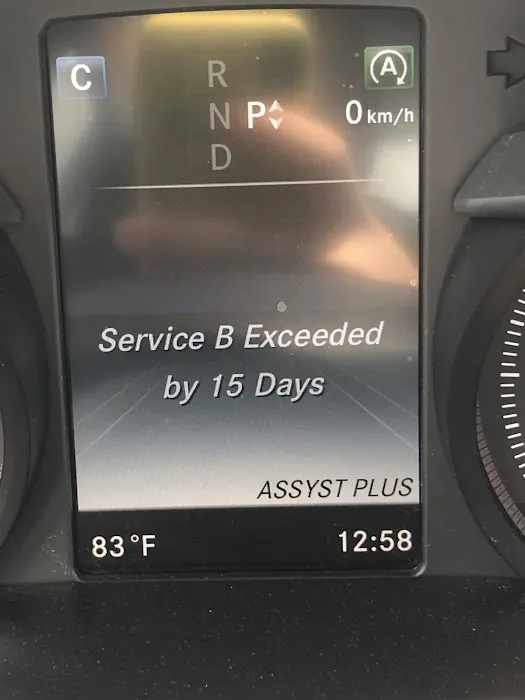 C
R
N P
D
A
0 km/h
Service B Exceeded
by 15 Days
ASSYST PLUS
83°F
12:58